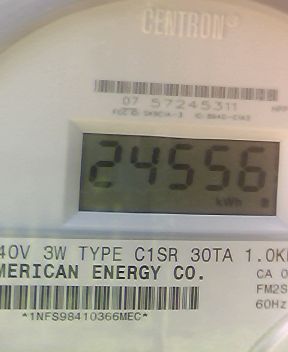 CENTRON®
07 57245311
24556
kWh
40V 3W TYPE C1SR 30TA 1.0K
MERICAN ENERGY CO.
CA 0
FM2S
60Hz
*1NFS98410366MEC*